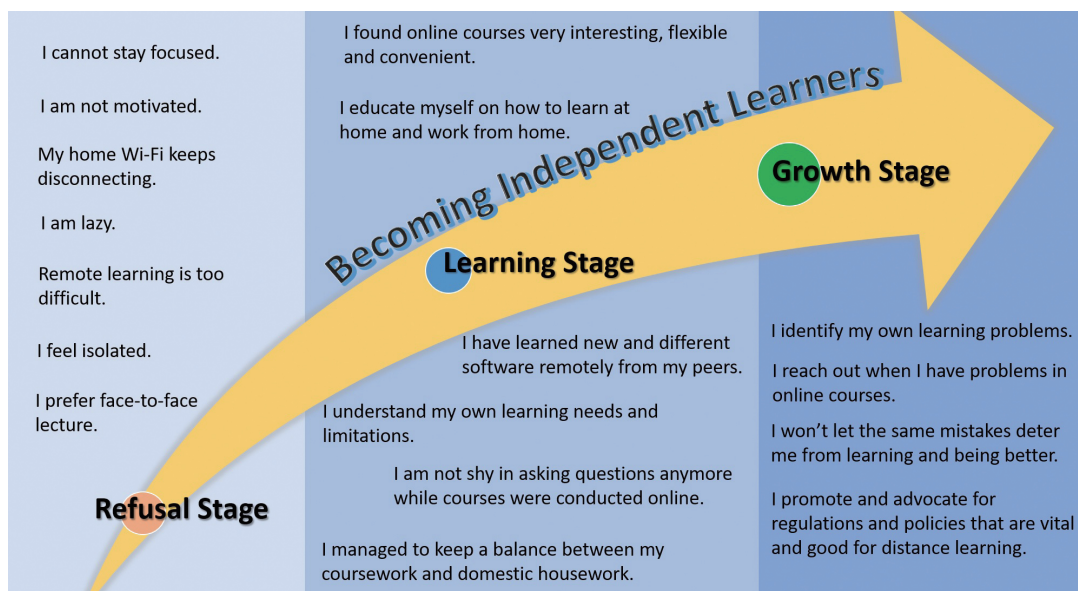 I cannot stay focused.
I am not motivated.
My home Wi-Fi keeps
disconnecting.
I am lazy.
Remote learning is too
difficult.
I feel isolated.
I prefer face-to-face
lecture.
Refusal Stage
I found online courses very interesting, flexible
and convenient.
I educate myself on how to learn at
home and work from home.
Becoming Independent Learners
Learning Stage
I have learned new and different
software remotely from my peers.
I understand my own learning needs and
limitations.
I am not shy in asking questions anymore
while courses were conducted online.
I managed to keep a balance between my
coursework and domestic housework.
Growth Stage
I identify my own learning problems.
I reach out when I have problems in
online courses.
I won’t let the same mistakes deter
me from learning and being better.
I promote and advocate for
regulations and policies that are vital
and good for distance learning.